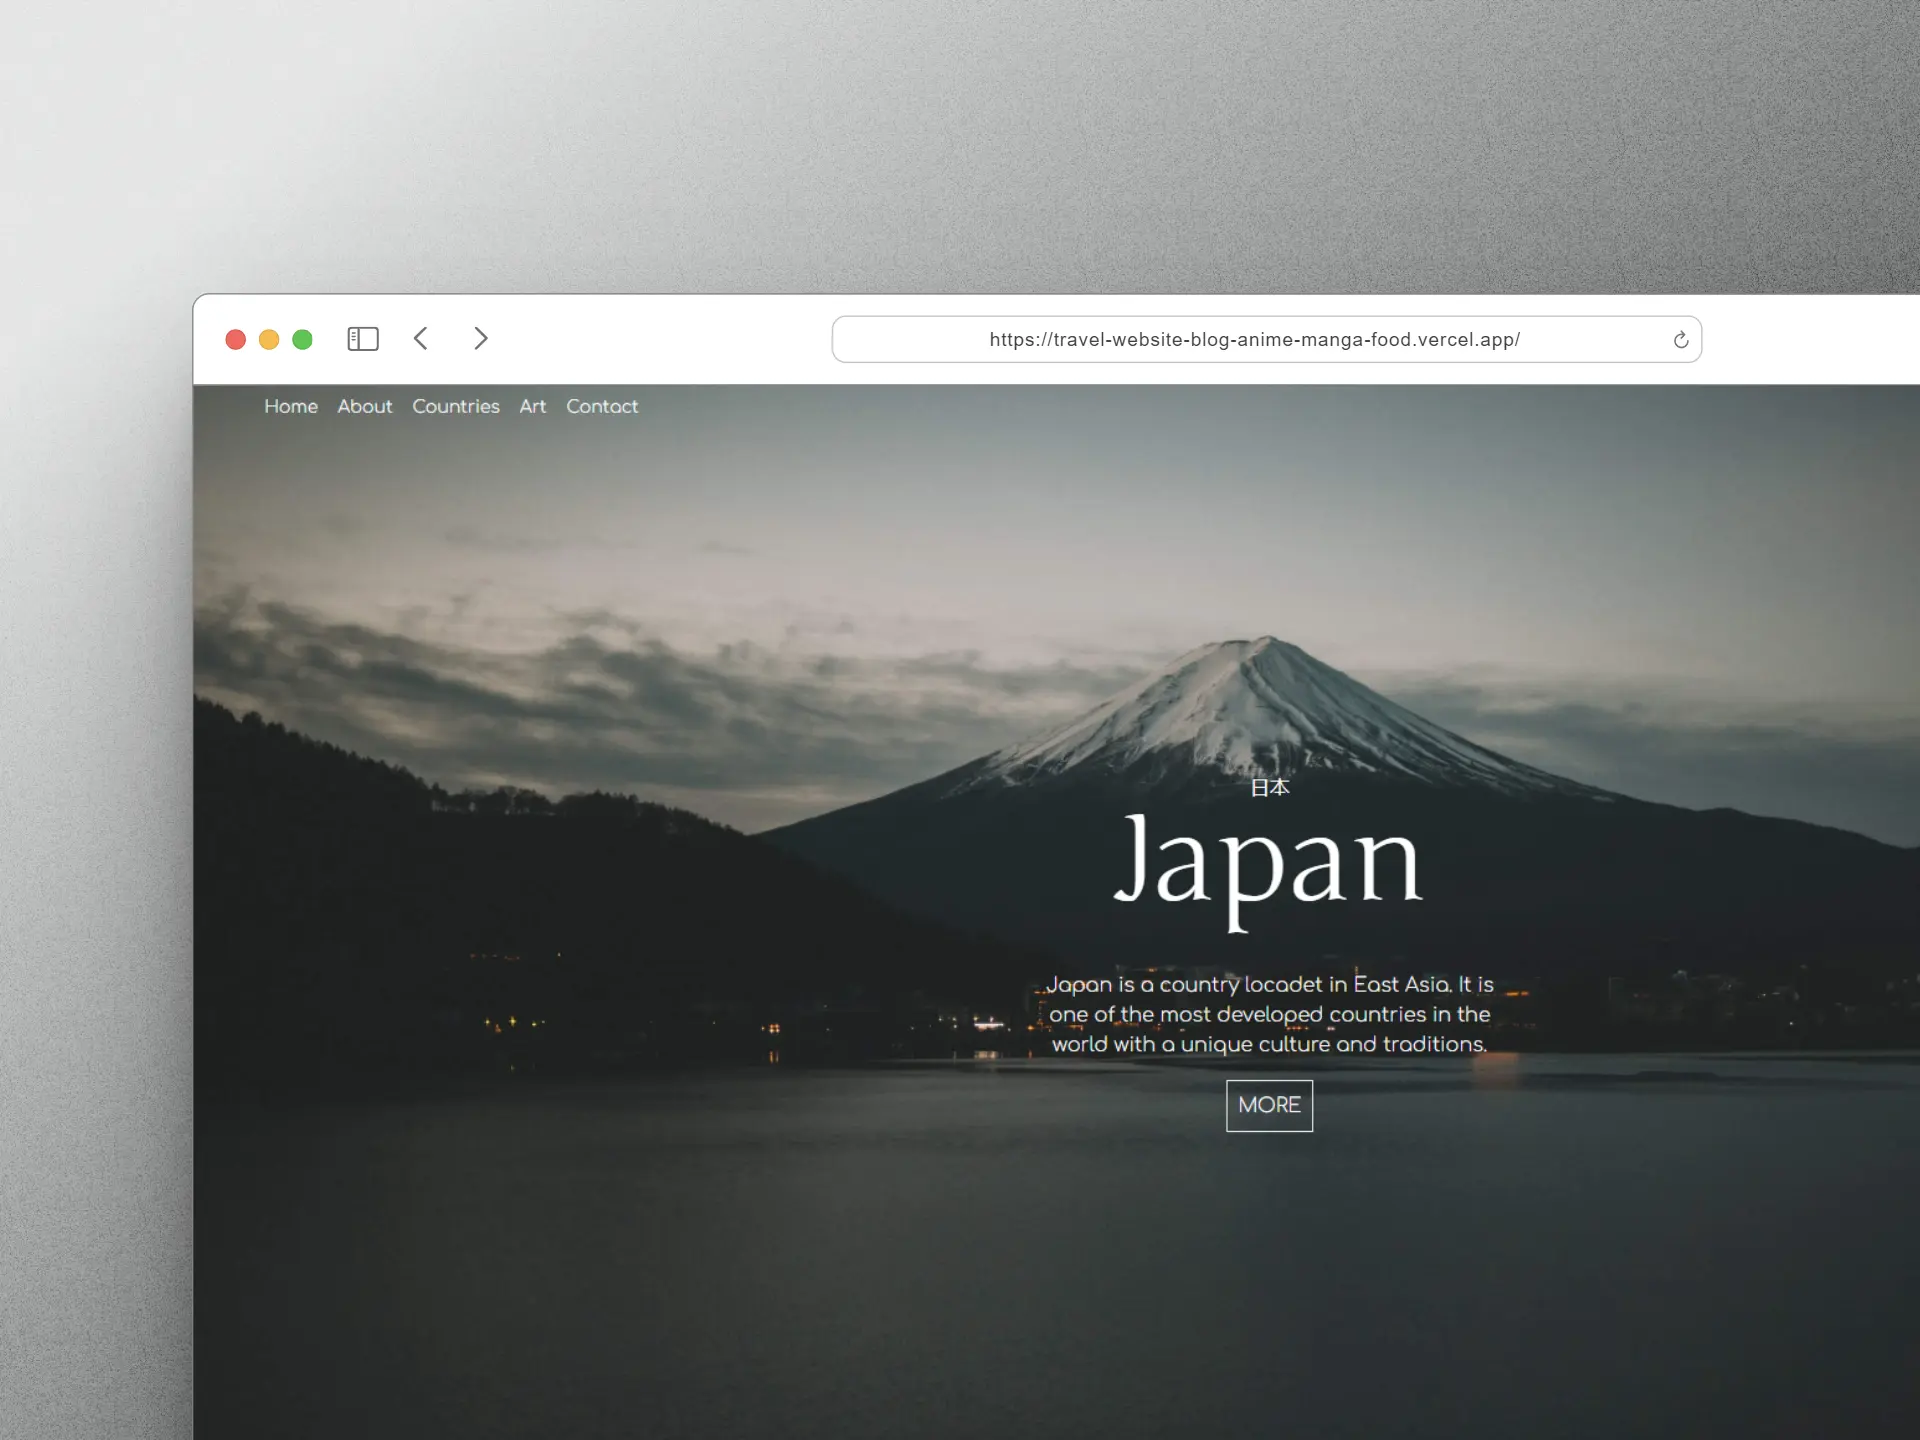 https://travel-website-blog-anime-manga-food.vercel.app/
Home About Countries Art Contact
日本
Japan
Japan is a country locadet in East Asia. It is
one of the most developed countries in the
world with a unique culture and traditions.
MORE